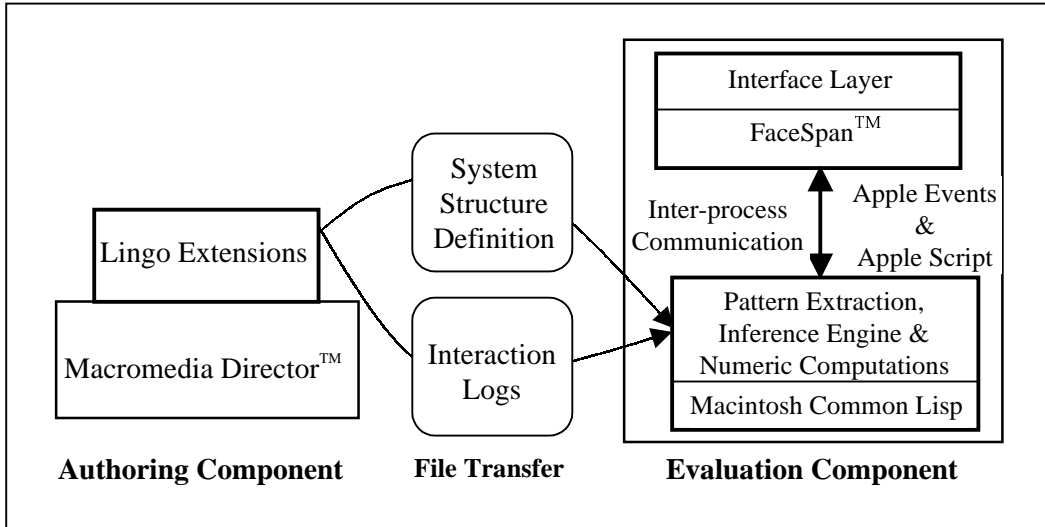 Lingo Extensions
Macromedia Director™
Authoring Component
System
Structure
Definition
Interaction
Logs
File Transfer
Interface Layer
FaceSpan™
Inter-process
Communication
Apple Events
&
Apple Script
Pattern Extraction,
Inference Engine &
Numeric Computations
Macintosh Common Lisp
Evaluation Component